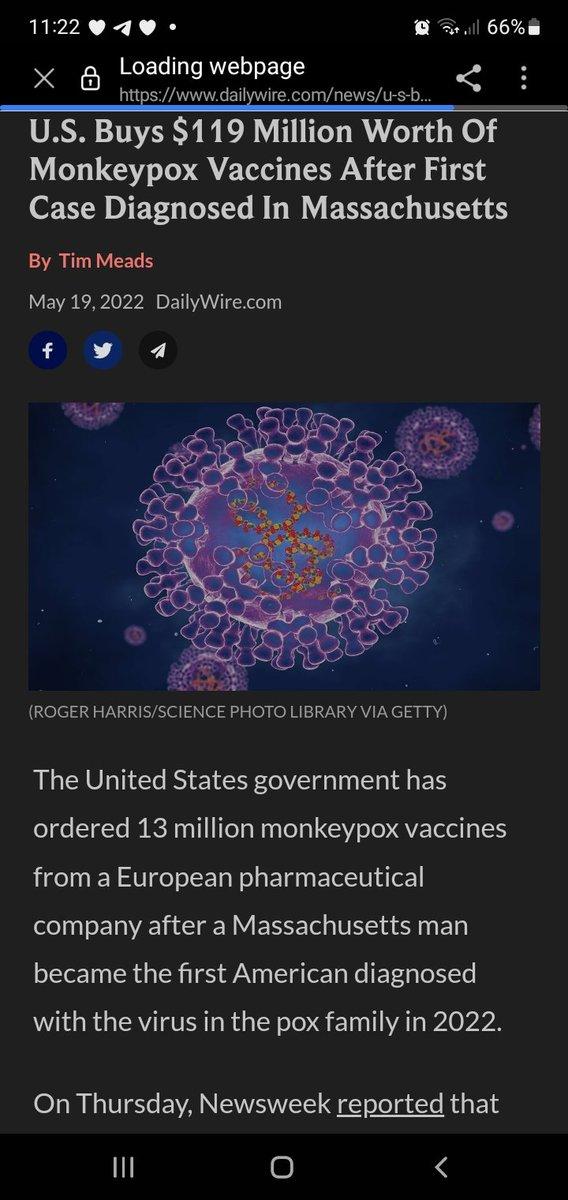 11:22
66%
Loading webpage
https://www.dailywire.com/news/u-s-b...
U.S. Buys $119 Million Worth Of
Monkeypox Vaccines After First
Case Diagnosed In Massachusetts
By Tim Meads
May 19, 2022 DailyWire.com
(ROGER HARRIS/SCIENCE PHOTO LIBRARY VIA GETTY)
The United States government has
ordered 13 million monkeypox vaccines
from a European pharmaceutical
company after a Massachusetts man
became the first American diagnosed
with the virus in the pox family in 2022.
On Thursday, Newsweek reported that